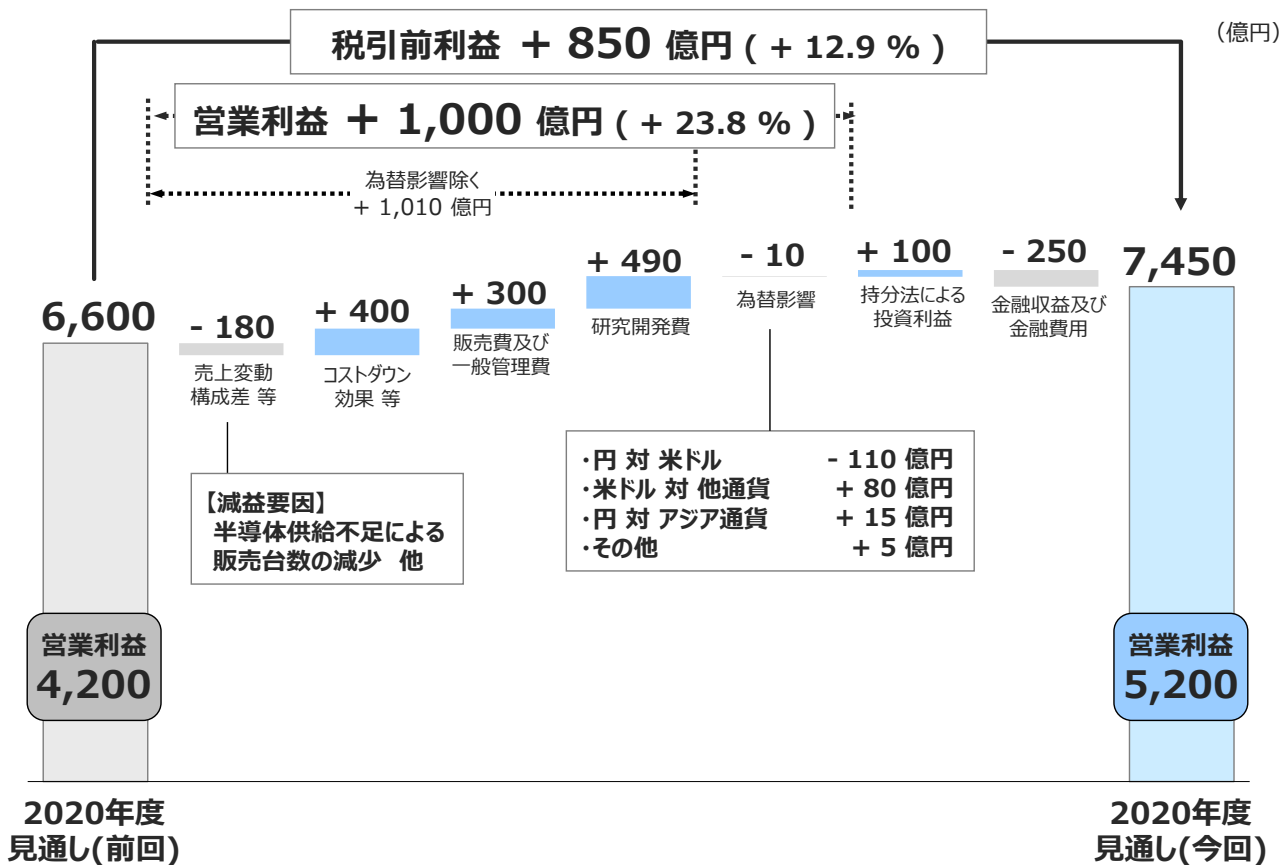 税引前利益 + 850 億円 ( + 12.9 % )
(億円)
営業利益 + 1,000 億円 ( + 23.8 % )
為替影響除く
+ 1,010 億円
6,600
- 180
売上変動
構成差 等
+ 400
コストダウン
効果 等
+ 300
販売費及び
一般管理費
+ 490
研究開発費
- 10
為替影響
+ 100
持分法による
投資利益
- 250
金融収益及び
金融費用
7,450
【減益要因】
半導体供給不足による
販売台数の減少 他
・円 対 米ドル - 110 億円
・米ドル 対 他通貨 + 80 億円
・円 対 アジア通貨 + 15 億円
・その他 + 5 億円
営業利益
4,200
営業利益
5,200
2020年度
見通し(前回)
2020年度
見通し(今回)